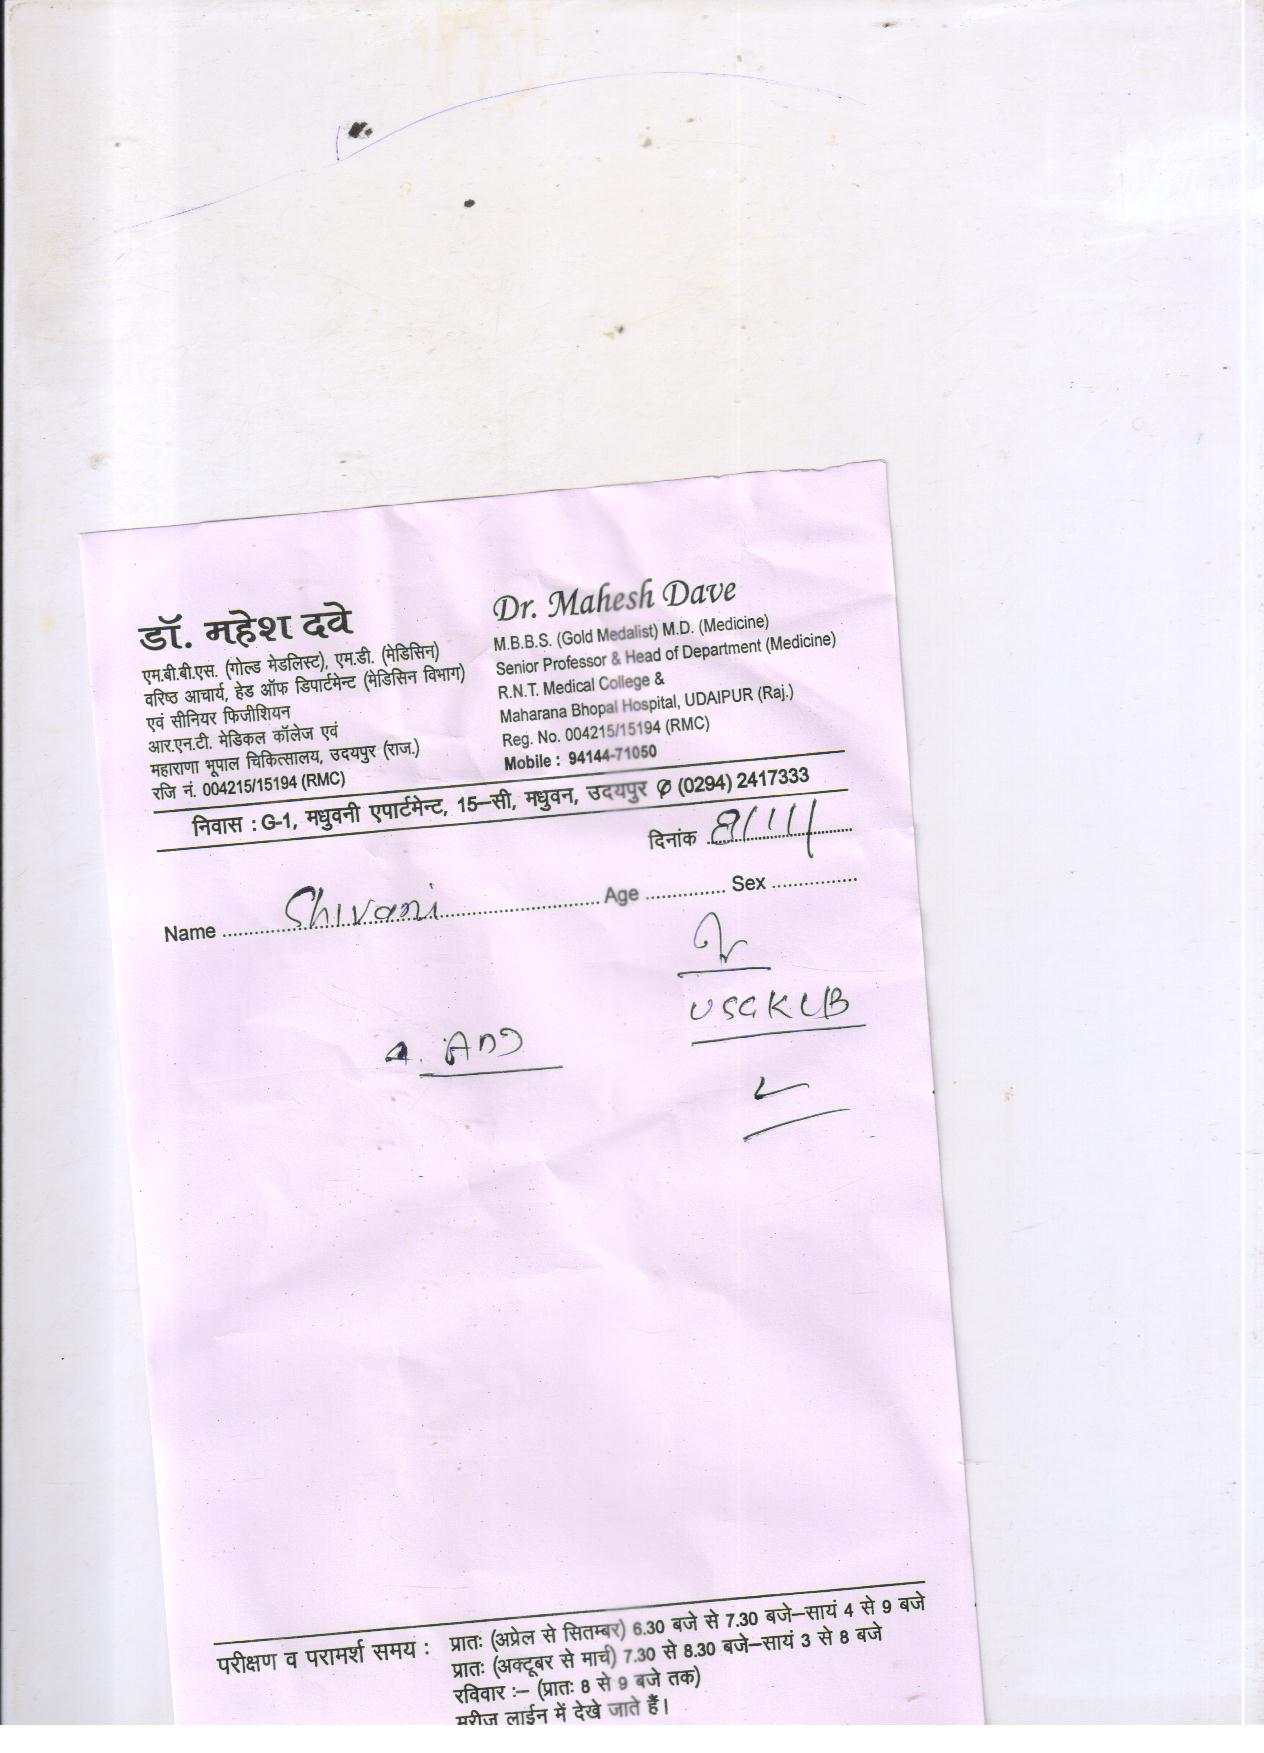 डॉ. महेश दवे
एम.बी.बी.एस. (गोल्ड मेडलिस्ट), एम.डी. (मेडिसिन)
वरिष्ठ आचार्य, हेड ऑफ डिपार्टमेन्ट (मेडिसिन विभाग)
एवं सीनियर फिजीशियन
आर.एन.टी. मेडिकल कॉलेज एवं
महाराणा भूपाल चिकित्सालय, उदयपुर (राज.)
रजि नं. 004215/15194 (RMC)
Dr. Mahesh Dave
M.B.B.S. (Gold Medalist) M.D. (Medicine)
Senior Professor & Head of Department (Medicine)
R.N.T. Medical College &
Maharana Bhopal Hospital, UDAIPUR (Raj.)
Reg. No. 004215/15194 (RMC)
Mobile : 94144-71050
निवास : G-1, मधुवनी एपार्टमेन्ट, 15-सी, मधुवन, उदयपुर ✆ (0294) 2417333
दिनांक
Name Shivani Age Sex
USG KUB
परीक्षण व परामर्श समय : प्रातः (अप्रेल से सितम्बर) 6.30 बजे से 7.30 बजे-सायं 4 से 9 बजे
प्रातः (अक्टूबर से मार्च) 7.30 से 8.30 बजे-सायं 3 से 8 बजे
रविवार :- (प्रातः 8 से 9 बजे तक)
मरीज लाईन में देखे जाते हैं।